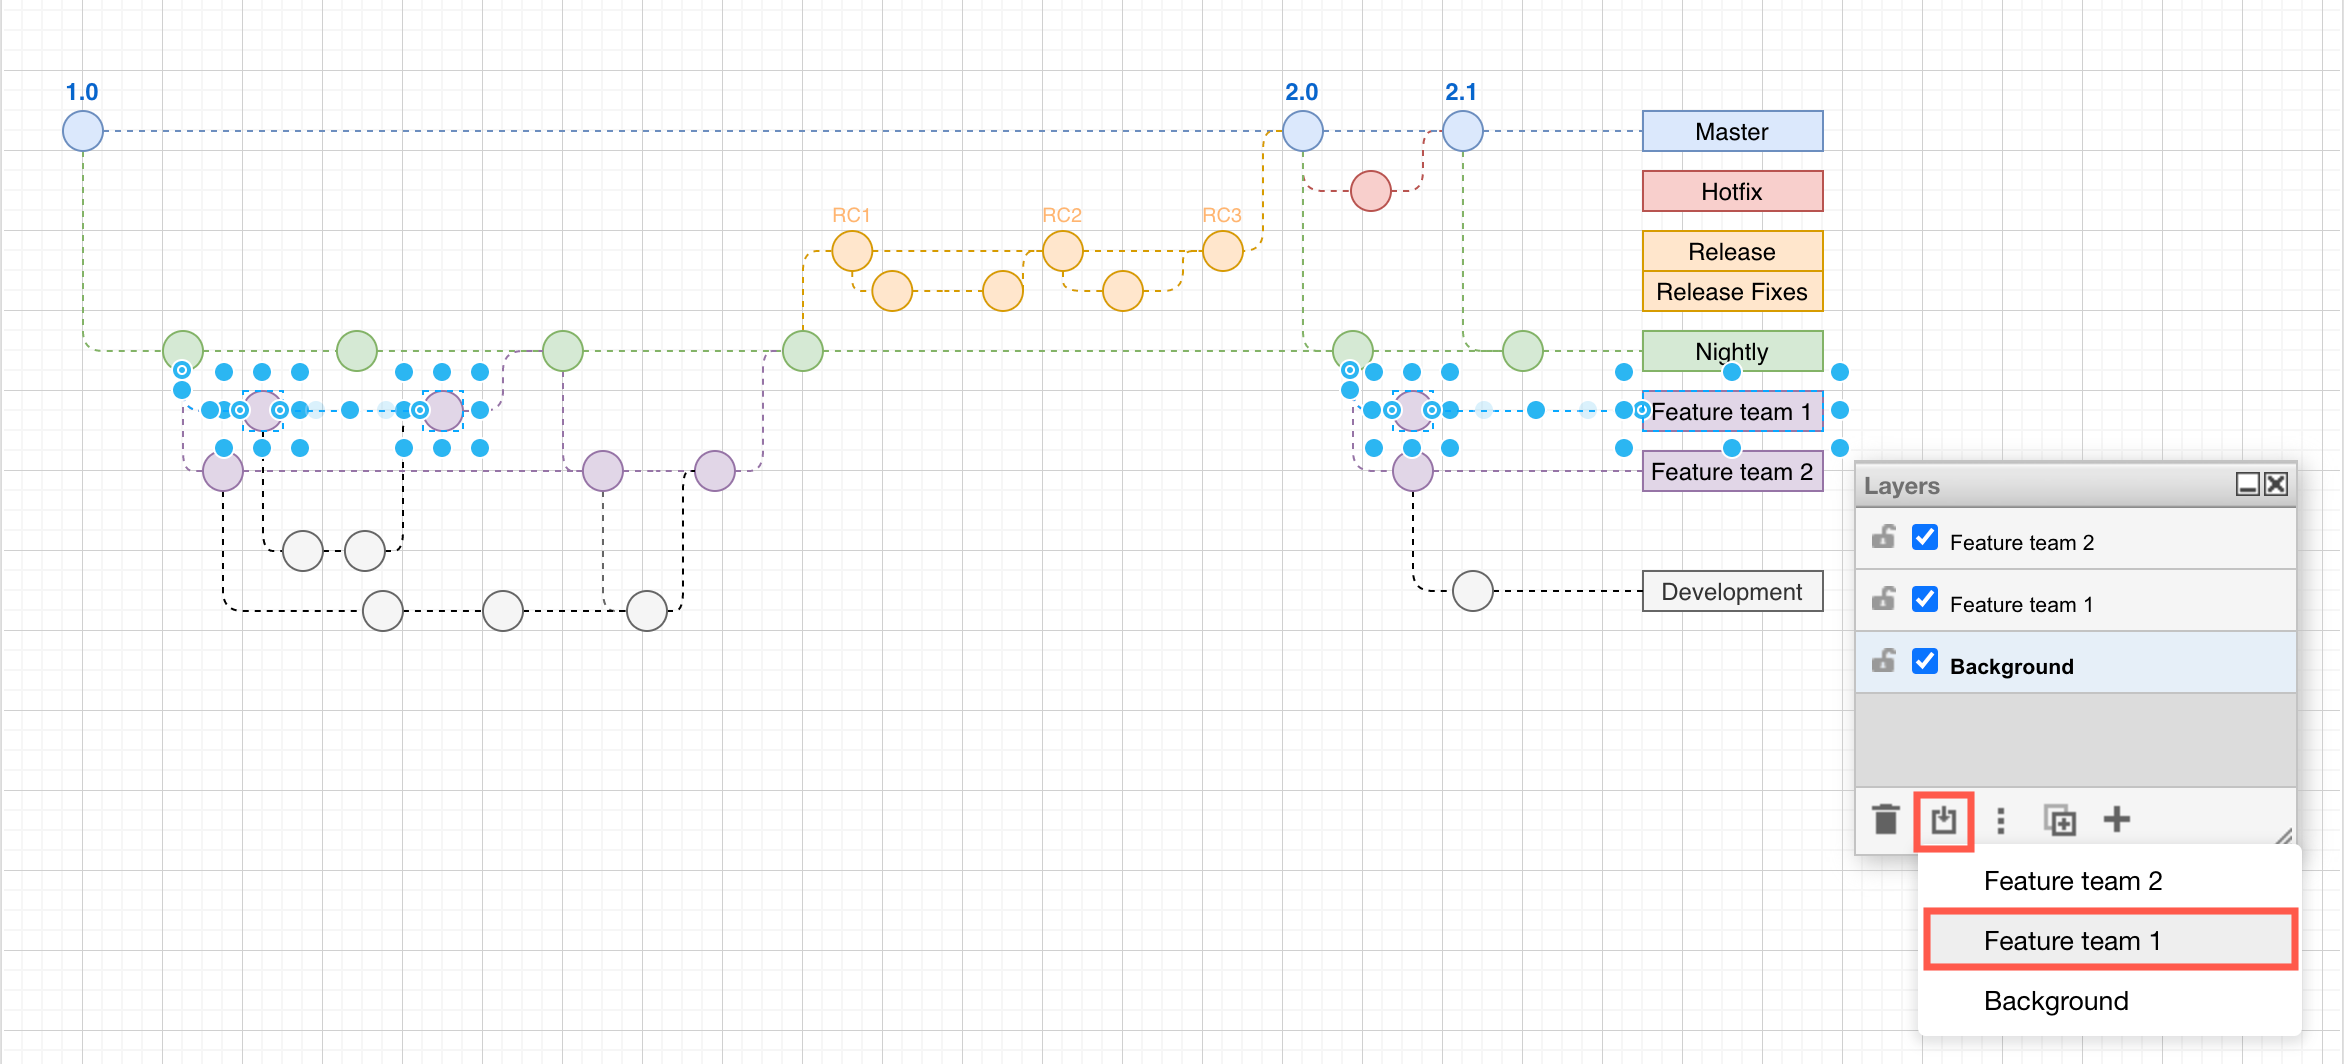 1.0
2.0
2.1
Master
Hotfix
RC1
RC2
RC3
Release
Release Fixes
Nightly
Feature team 1
Feature team 2
Development
Layers
Feature team 2
Feature team 1
Background
Feature team 2
Feature team 1
Background